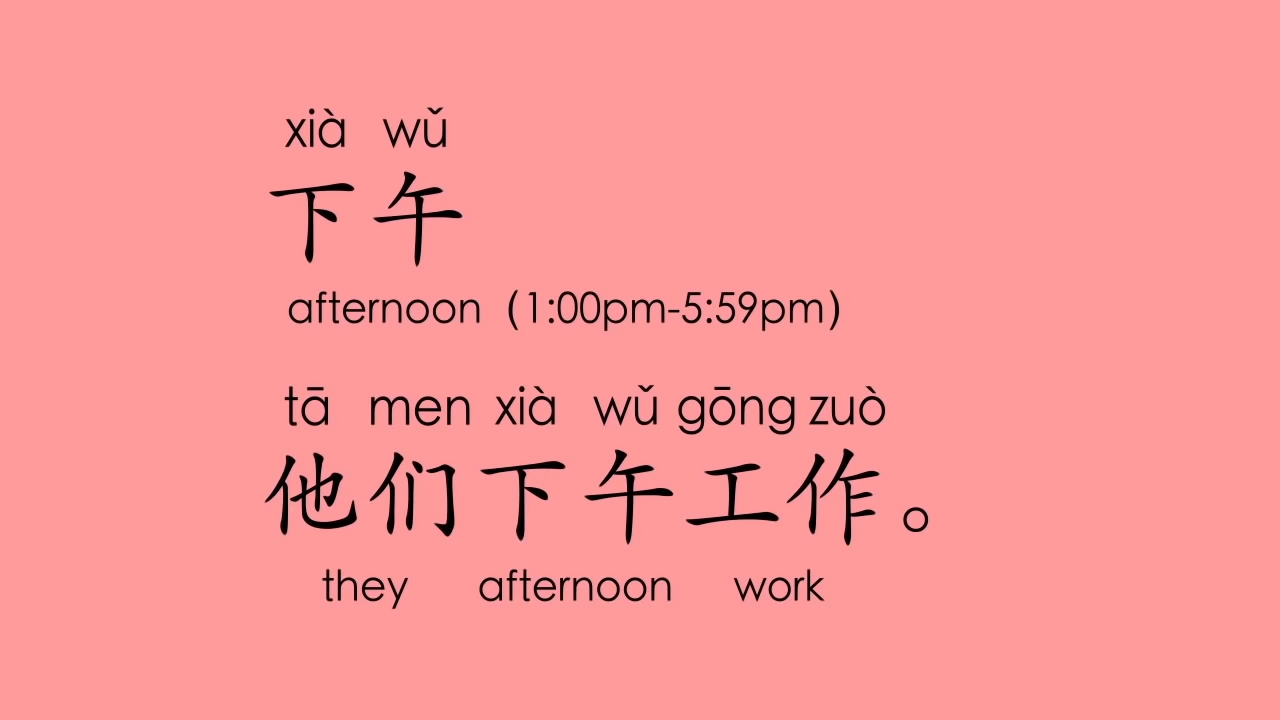 xià wǔ
下午
afternoon (1:00pm-5:59pm)
tā men xià wǔ gōng zuò
他们下午工作。
they afternoon work